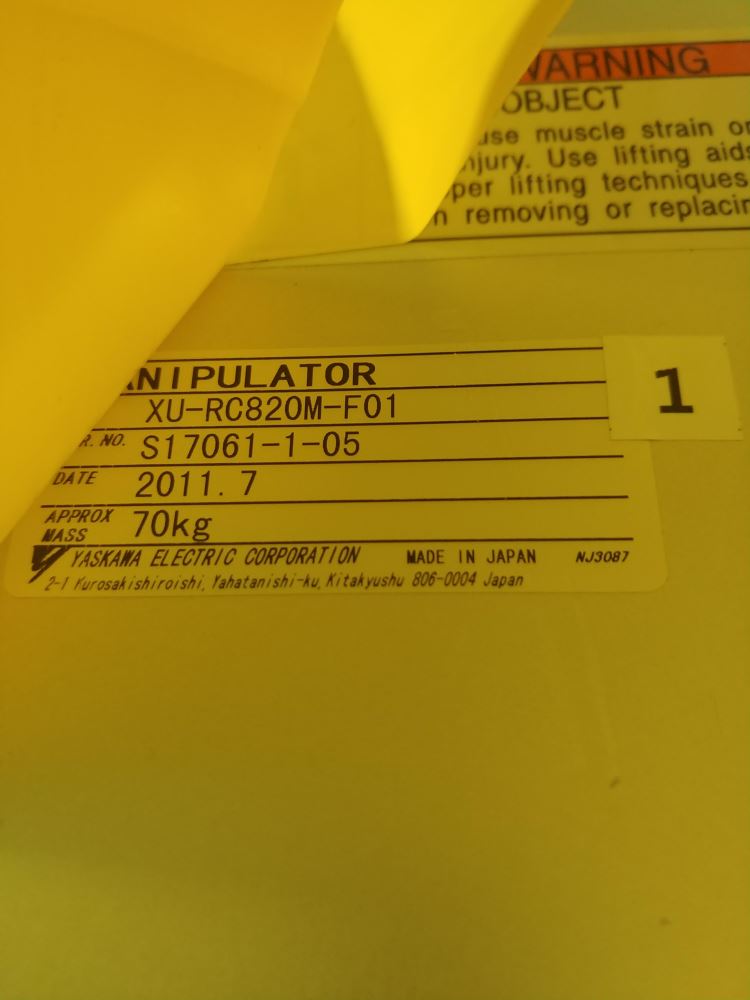 WARNING
OBJECT
use muscle strain or
injury. Use lifting aids
per lifting techniques
removing or replacin
NIPULATOR
1
XU-RC820M-F01
R. NO. S17061-1-05
DATE 2011. 7
APPROX MASS 70kg
YASKAWA ELECTRIC CORPORATION MADE IN JAPAN NJ3087
2-1 Kurosakishiroishi, Yahatanishi-ku, Kitakyushu 806-0004 Japan